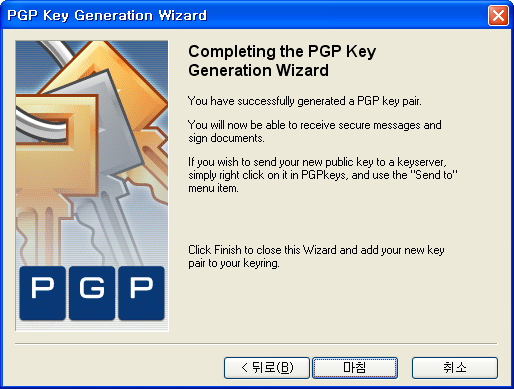 PGP Key Generation Wizard
Completing the PGP Key
Generation Wizard
You have successfully generated a PGP key pair.
You will now be able to receive secure messages and
sign documents.
If you wish to send your new public key to a keyserver,
simply right click on it in PGPkeys, and use the "Send to"
menu item.
Click Finish to close this Wizard and add your new key
pair to your keyring.
PGP
< 뒤로(B)
마침
취소